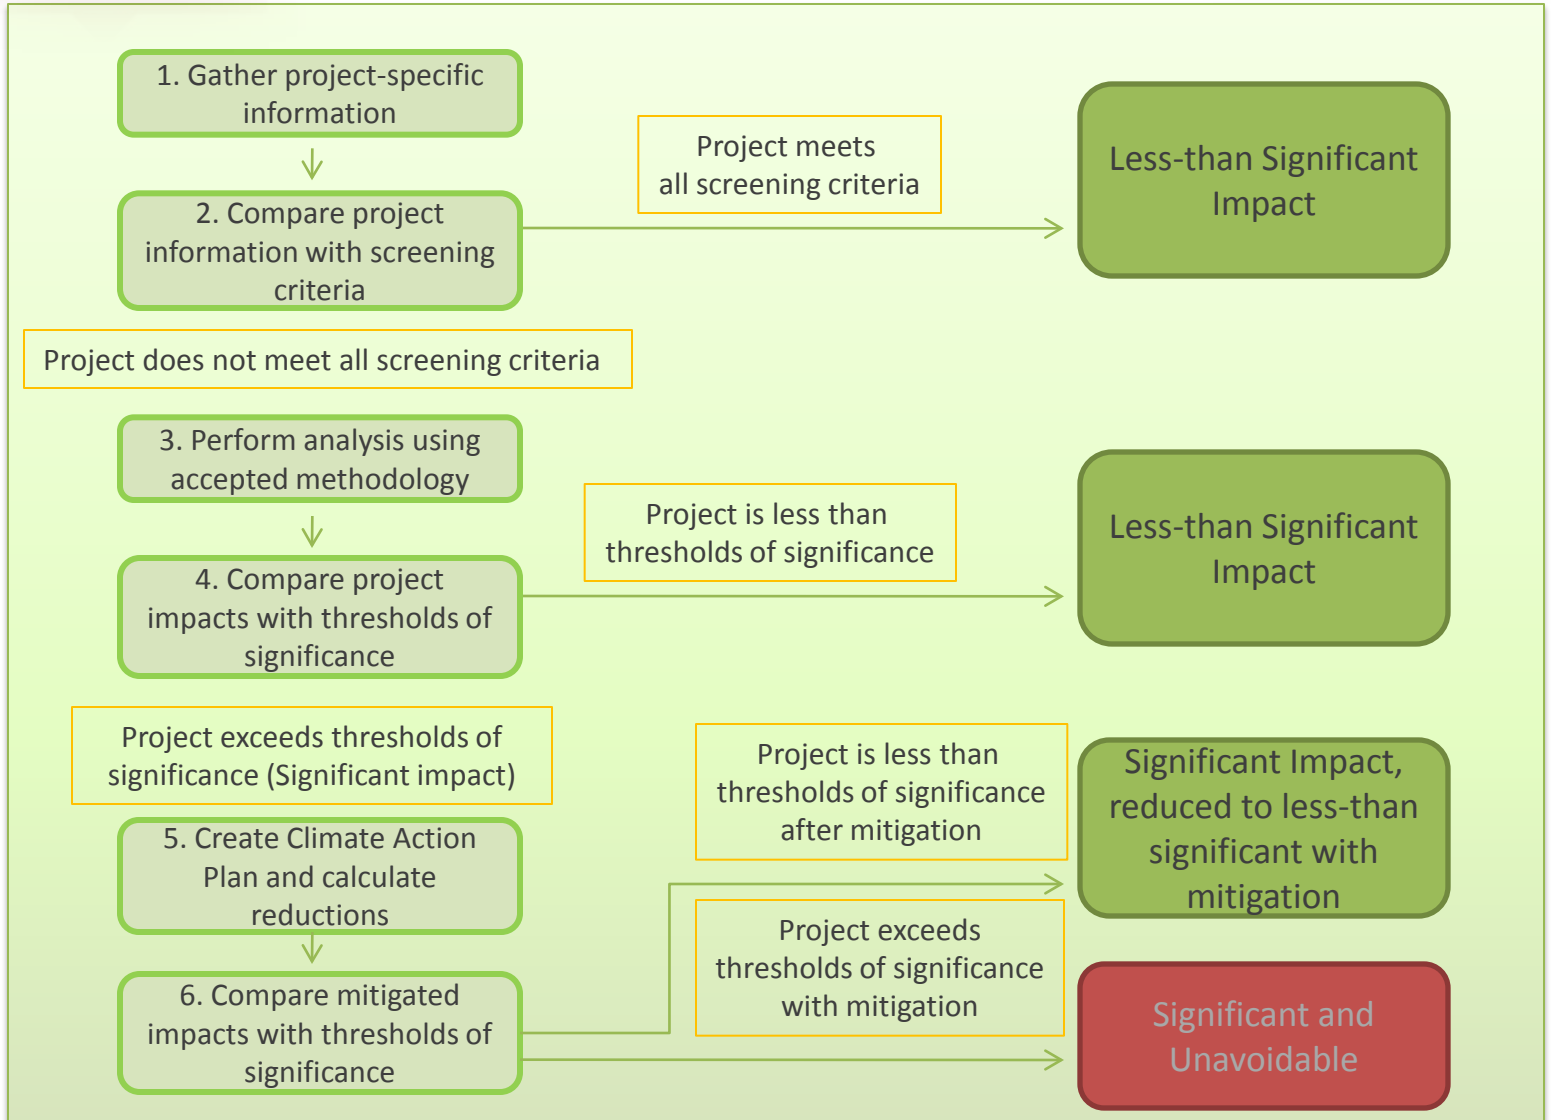 1. Gather project-specific
information
Project meets
all screening criteria
Less-than Significant
Impact
2. Compare project
information with screening
criteria
Project does not meet all screening criteria
3. Perform analysis using
accepted methodology
Project is less than
thresholds of significance
Less-than Significant
Impact
4. Compare project
impacts with thresholds of
significance
Project exceeds thresholds of
significance (Significant impact)
Project is less than
thresholds of significance
after mitigation
Significant Impact,
reduced to less-than
significant with
mitigation
5. Create Climate Action
Plan and calculate
reductions
Project exceeds
thresholds of significance
with mitigation
6. Compare mitigated
impacts with thresholds of
significance
Significant and
Unavoidable